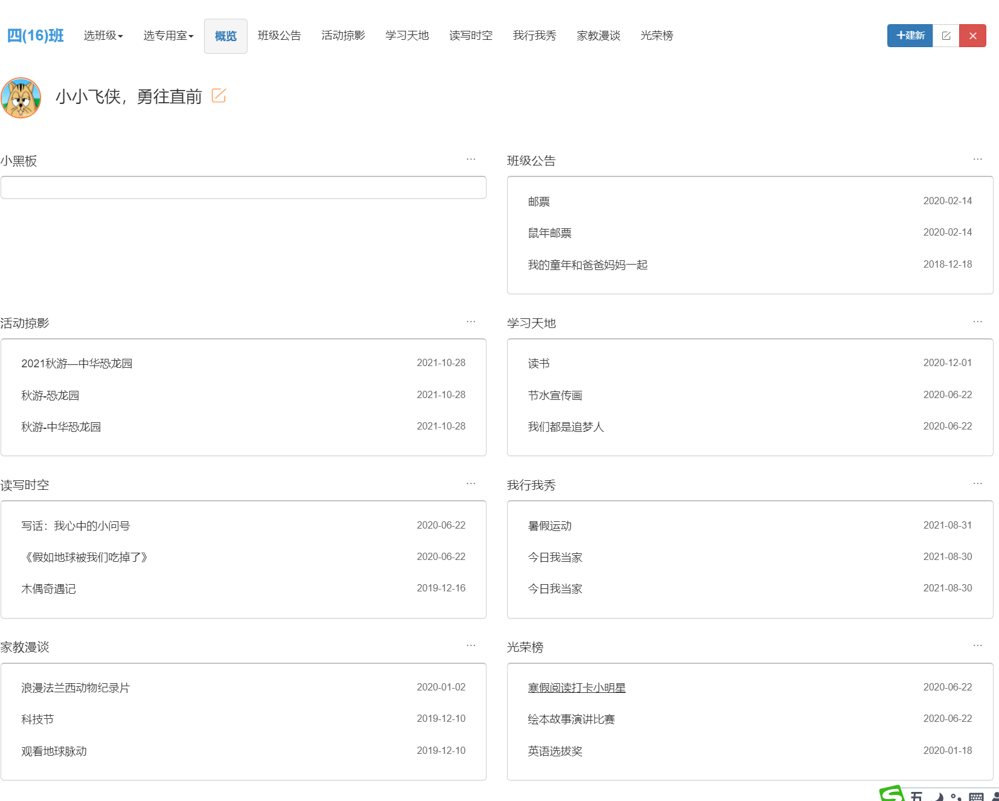 四(16)班 选班级 选专用室 概览 班级公告 活动掠影 学习天地 读写时空 我行我秀 家教漫谈 光荣榜 建新
小小飞侠，勇往直前
小黑板 ...
班级公告 ...
邮票 2020-02-14
鼠年邮票 2020-02-14
我的童年和爸爸妈妈一起 2018-12-18
活动掠影 ...
2021秋游—中华恐龙园 2021-10-28
秋游-恐龙园 2021-10-28
秋游-中华恐龙园 2021-10-28
学习天地 ...
读书 2020-12-01
节水宣传画 2020-06-22
我们都是追梦人 2020-06-22
读写时空 ...
写话：我心中的小问号 2020-06-22
《假如地球被我们吃掉了》 2020-06-22
木偶奇遇记 2019-12-16
我行我秀 ...
暑假运动 2021-08-31
今日我当家 2021-08-30
今日我当家 2021-08-30
家教漫谈 ...
浪漫法兰西动物纪录片 2020-01-02
科技节 2019-12-10
观看地球脉动 2019-12-10
光荣榜 ...
寒假阅读打卡小明星 2020-06-22
绘本故事演讲比赛 2020-06-22
英语选拔奖 2020-01-18
五